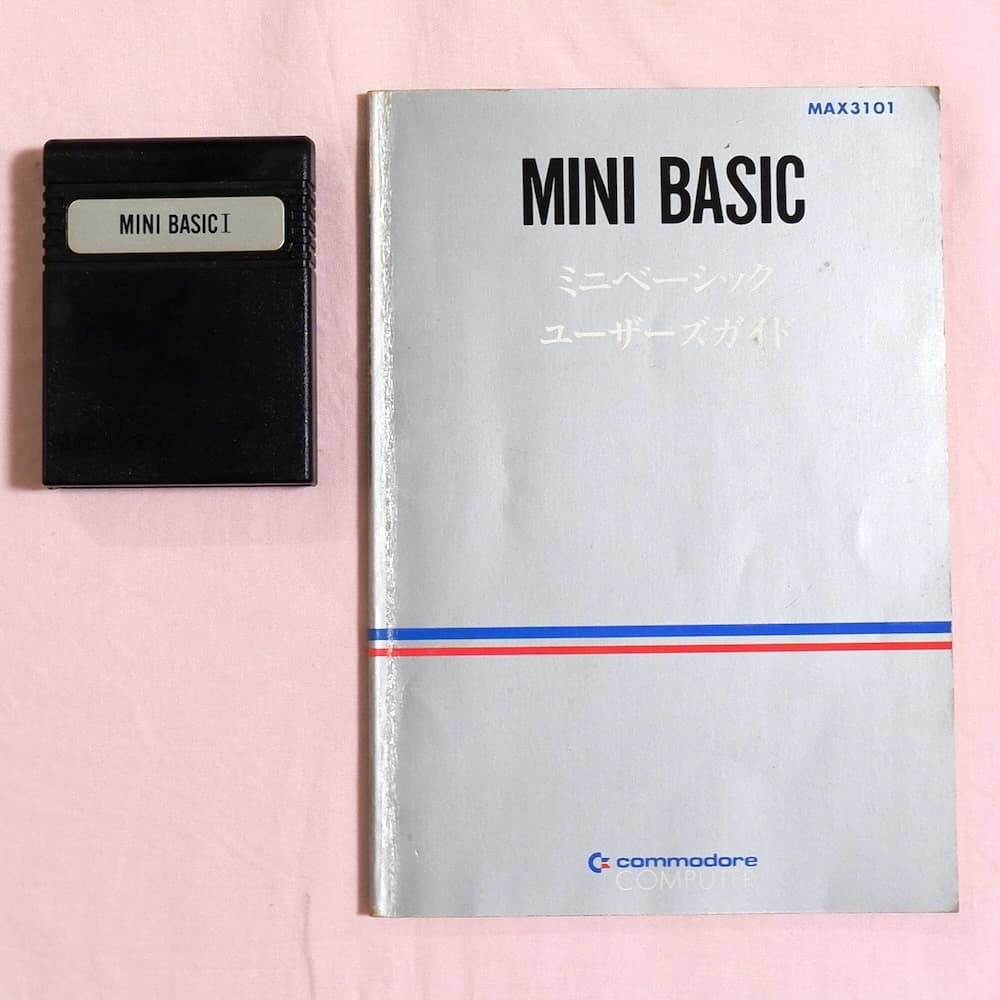 MINI BASIC I
MAX3101
MINI BASIC
ミニベーシック
ユーザーズガイド
commodore
COMPUTER